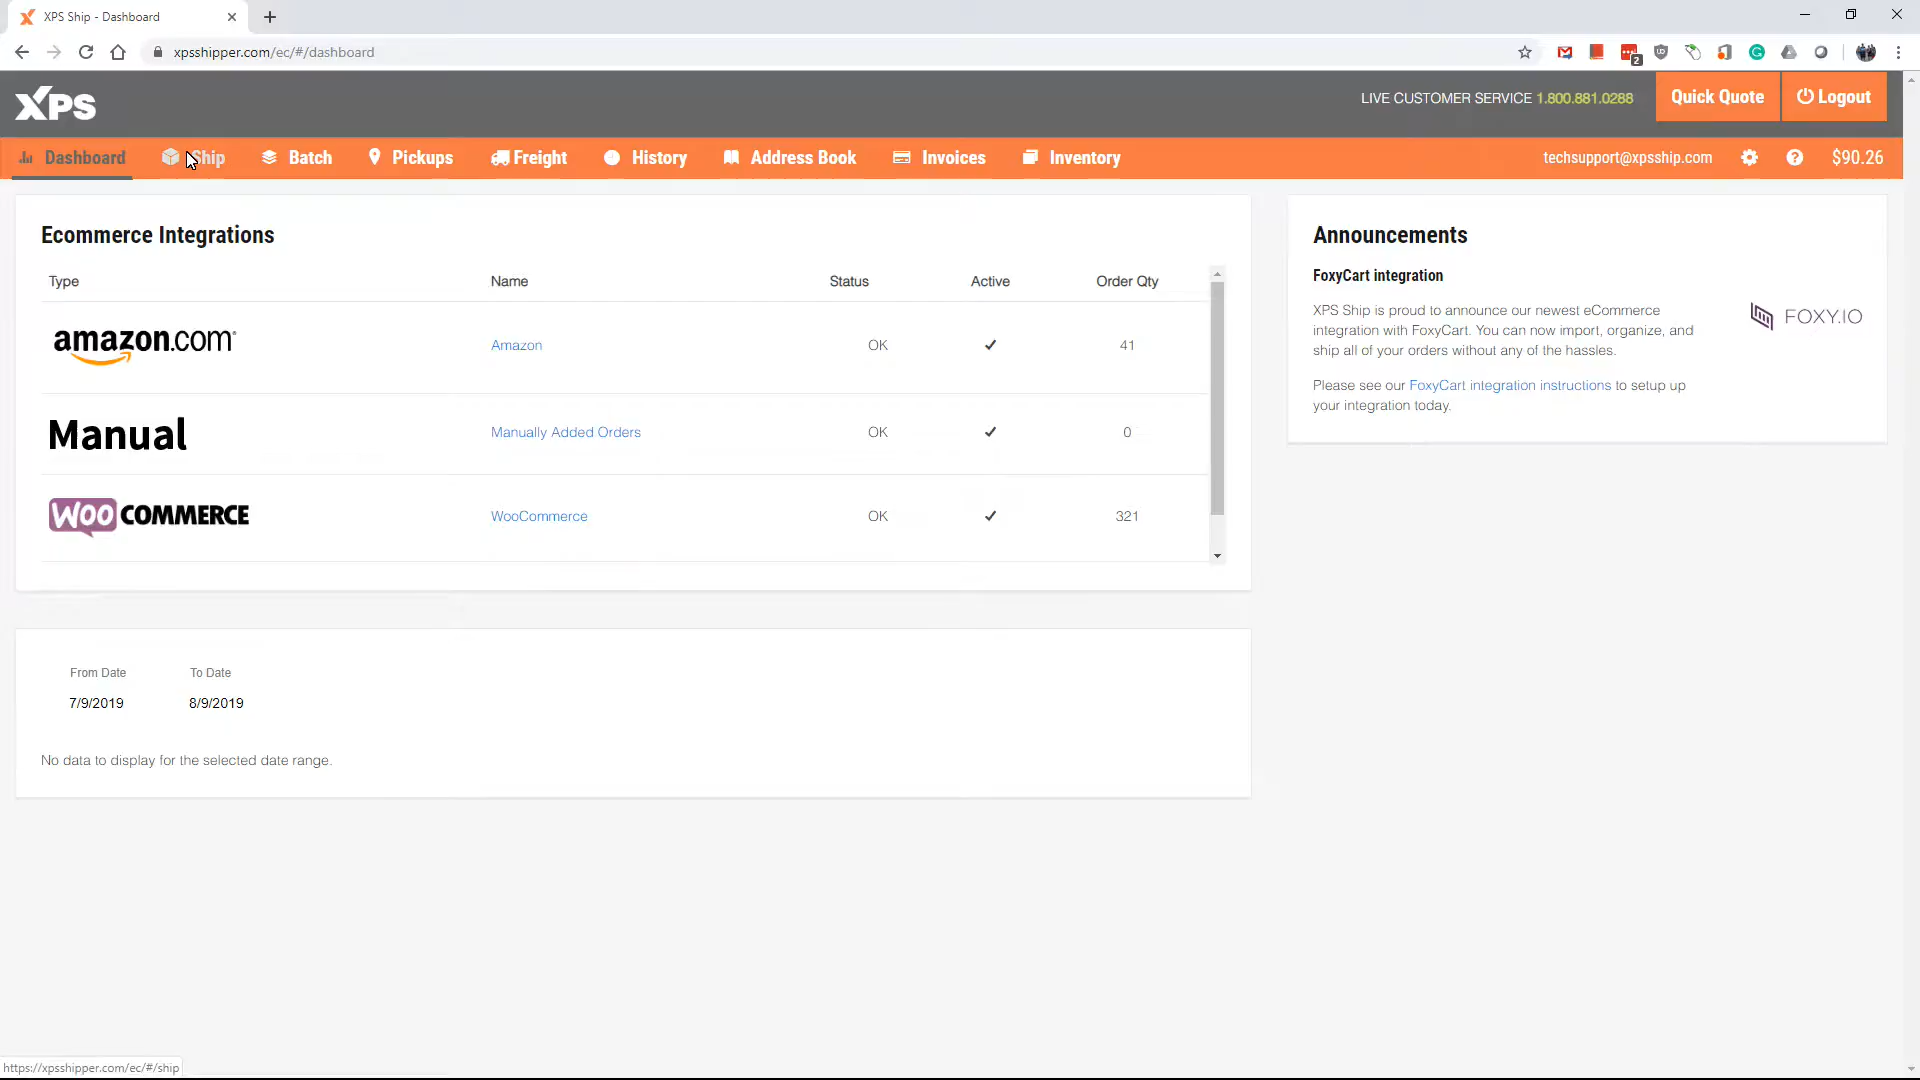 XPS Ship - Dashboard
xpsshipper.com/ec/#/dashboard
2
XPS
LIVE CUSTOMER SERVICE 1.800.881.0288
Quick Quote
Logout
Dashboard
Ship
Batch
Pickups
Freight
History
Address Book
Invoices
Inventory
techsupport@xpsship.com
$90.26
Ecommerce Integrations
Type Name Status Active Order Qty
amazon.com Amazon OK 41
Manual Manually Added Orders OK 0
WOO COMMERCE WooCommerce OK 321
From Date To Date
7/9/2019 8/9/2019
No data to display for the selected date range.
Announcements
FoxyCart integration
XPS Ship is proud to announce our newest eCommerce
integration with FoxyCart. You can now import, organize, and
ship all of your orders without any of the hassles.
FOXY.IO
Please see our FoxyCart integration instructions to setup up
your integration today.
https://xpsshipper.com/ec/#/ship